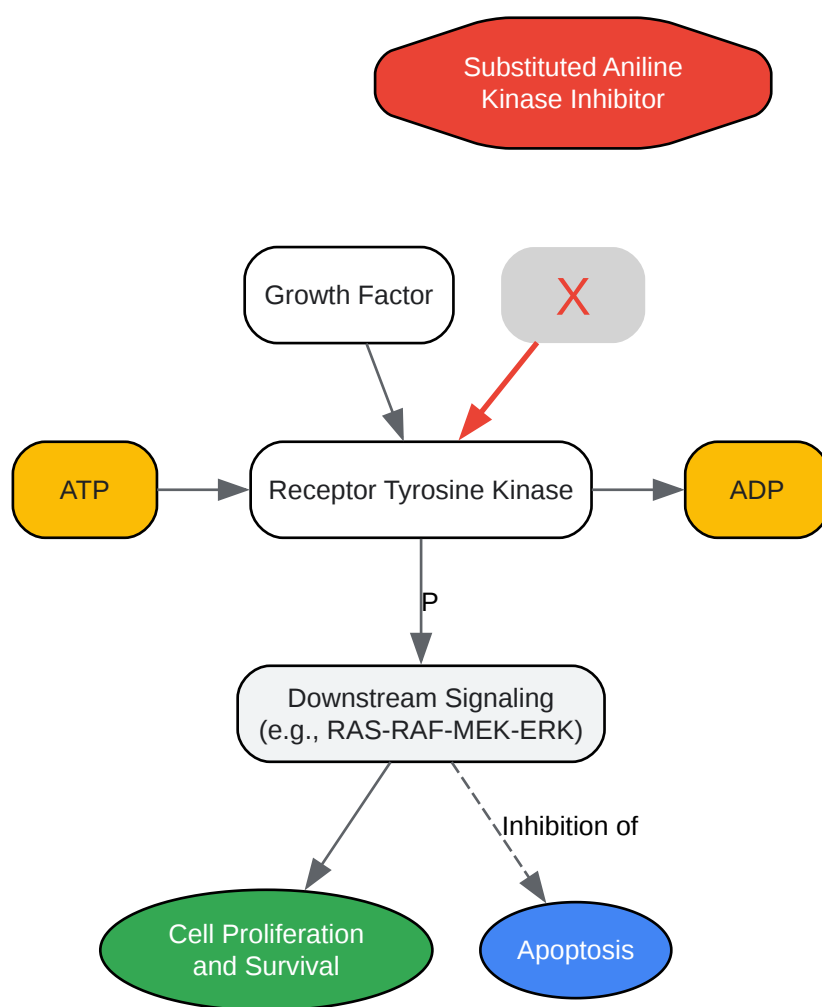 Substituted Aniline
Kinase Inhibitor
Growth Factor
X
ATP
Receptor Tyrosine Kinase
ADP
P
Downstream Signaling
(e.g., RAS-RAF-MEK-ERK)
Inhibition of
Cell Proliferation
and Survival
Apoptosis